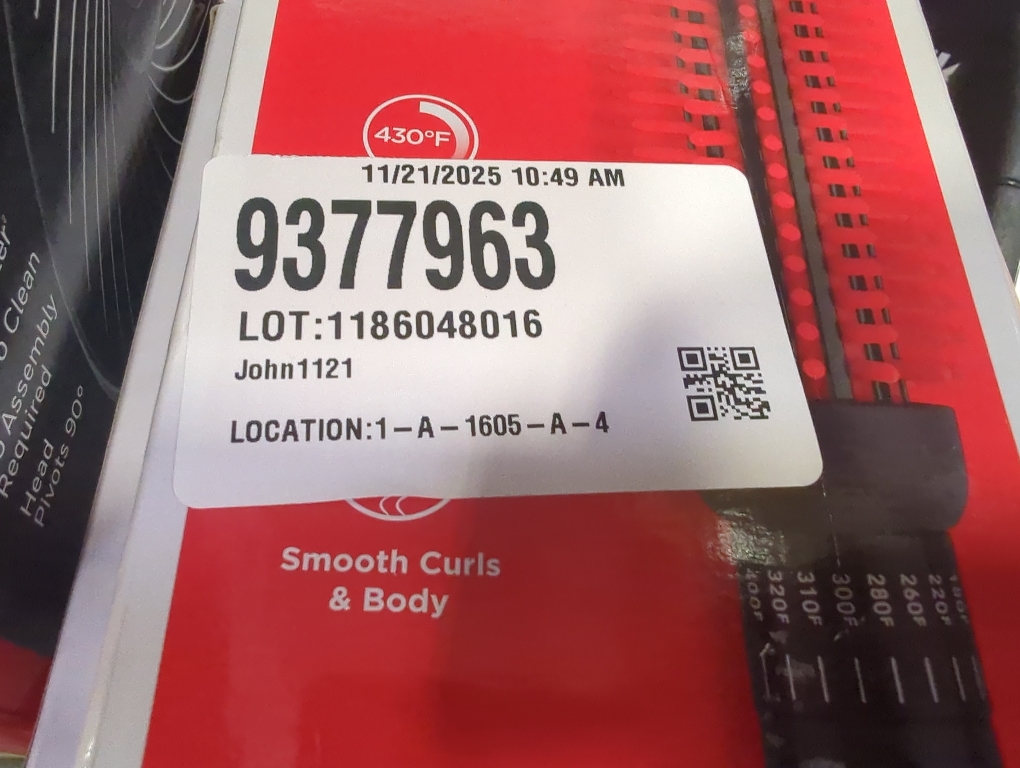 430°F
11/21/2025 10:49 AM
9377963
LOT:1186048016
John1121
LOCATION:1-A-1605-A-4
Smooth Curls
& Body
320F
310F
300F
280F
260F
220F
Clean
Assembly
Required
Head
Pivots 90°